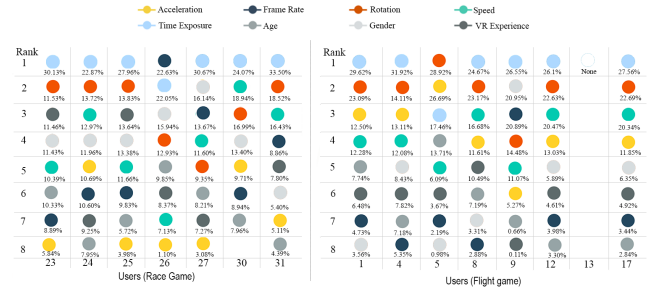 Acceleration Frame Rate Rotation Speed
Time Exposure Age Gender VR Experience
Rank Rank
1 30.13% 22.87% 27.96% 22.63% 30.67% 24.07% 33.50% 1 29.62% 31.92% 28.92% 24.67% 26.55% 26.1% None 27.56%
2 11.53% 13.72% 13.83% 22.05% 16.14% 18.94% 18.52% 2 23.09% 14.11% 26.69% 23.17% 20.95% 22.63% 22.69%
3 11.46% 12.97% 13.64% 15.94% 13.67% 16.99% 16.43% 3 12.50% 13.11% 17.46% 16.68% 20.89% 20.47% 20.34%
4 11.43% 11.96% 13.38% 12.93% 11.60% 13.40% 8.86% 4 12.28% 12.08% 13.71% 11.61% 14.48% 13.03% 11.85%
5 10.39% 10.69% 11.66% 9.85% 9.35% 9.71% 7.80% 5 7.74% 8.43% 6.09% 10.49% 11.07% 5.89% 6.35%
6 10.33% 10.60% 9.83% 8.37% 8.21% 8.94% 5.40% 6 6.48% 7.82% 3.67% 7.19% 5.27% 4.61% 4.92%
7 8.89% 9.25% 5.72% 7.13% 7.27% 7.96% 5.11% 7 4.73% 7.18% 2.19% 3.31% 0.66% 3.98% 3.44%
8 5.84% 7.95% 3.98% 1.10% 3.08% 4.39% 8 3.56% 5.35% 0.98% 2.88% 0.11% 3.30% 2.84%
23 24 25 26 27 30 31 1 4 5 8 9 12 13 17
Users (Race Game) Users (Flight game)